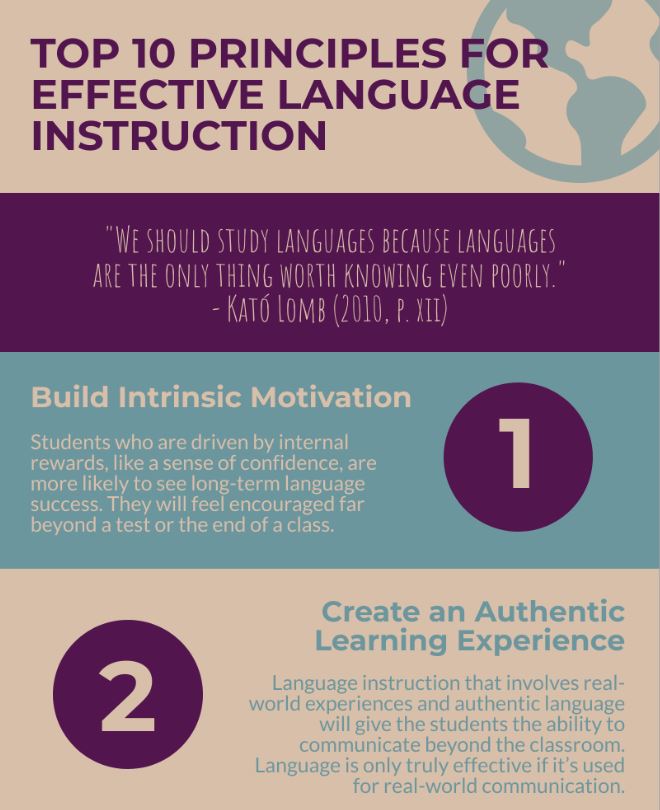 TOP 10 PRINCIPLES FOR
EFFECTIVE LANGUAGE
INSTRUCTION
"WE SHOULD STUDY LANGUAGES BECAUSE LANGUAGES
ARE THE ONLY THING WORTH KNOWING EVEN POORLY."
- KATÓ LOMB (2010, P. XII)
Build Intrinsic Motivation
1
Students who are driven by internal
rewards, like a sense of confidence, are
more likely to see long-term language
success. They will feel encouraged far
beyond a test or the end of a class.
2
Create an Authentic
Learning Experience
Language instruction that involves real-
world experiences and authentic language
will give the students the ability to
communicate beyond the classroom.
Language is only truly effective if it's used
for real-world communication.